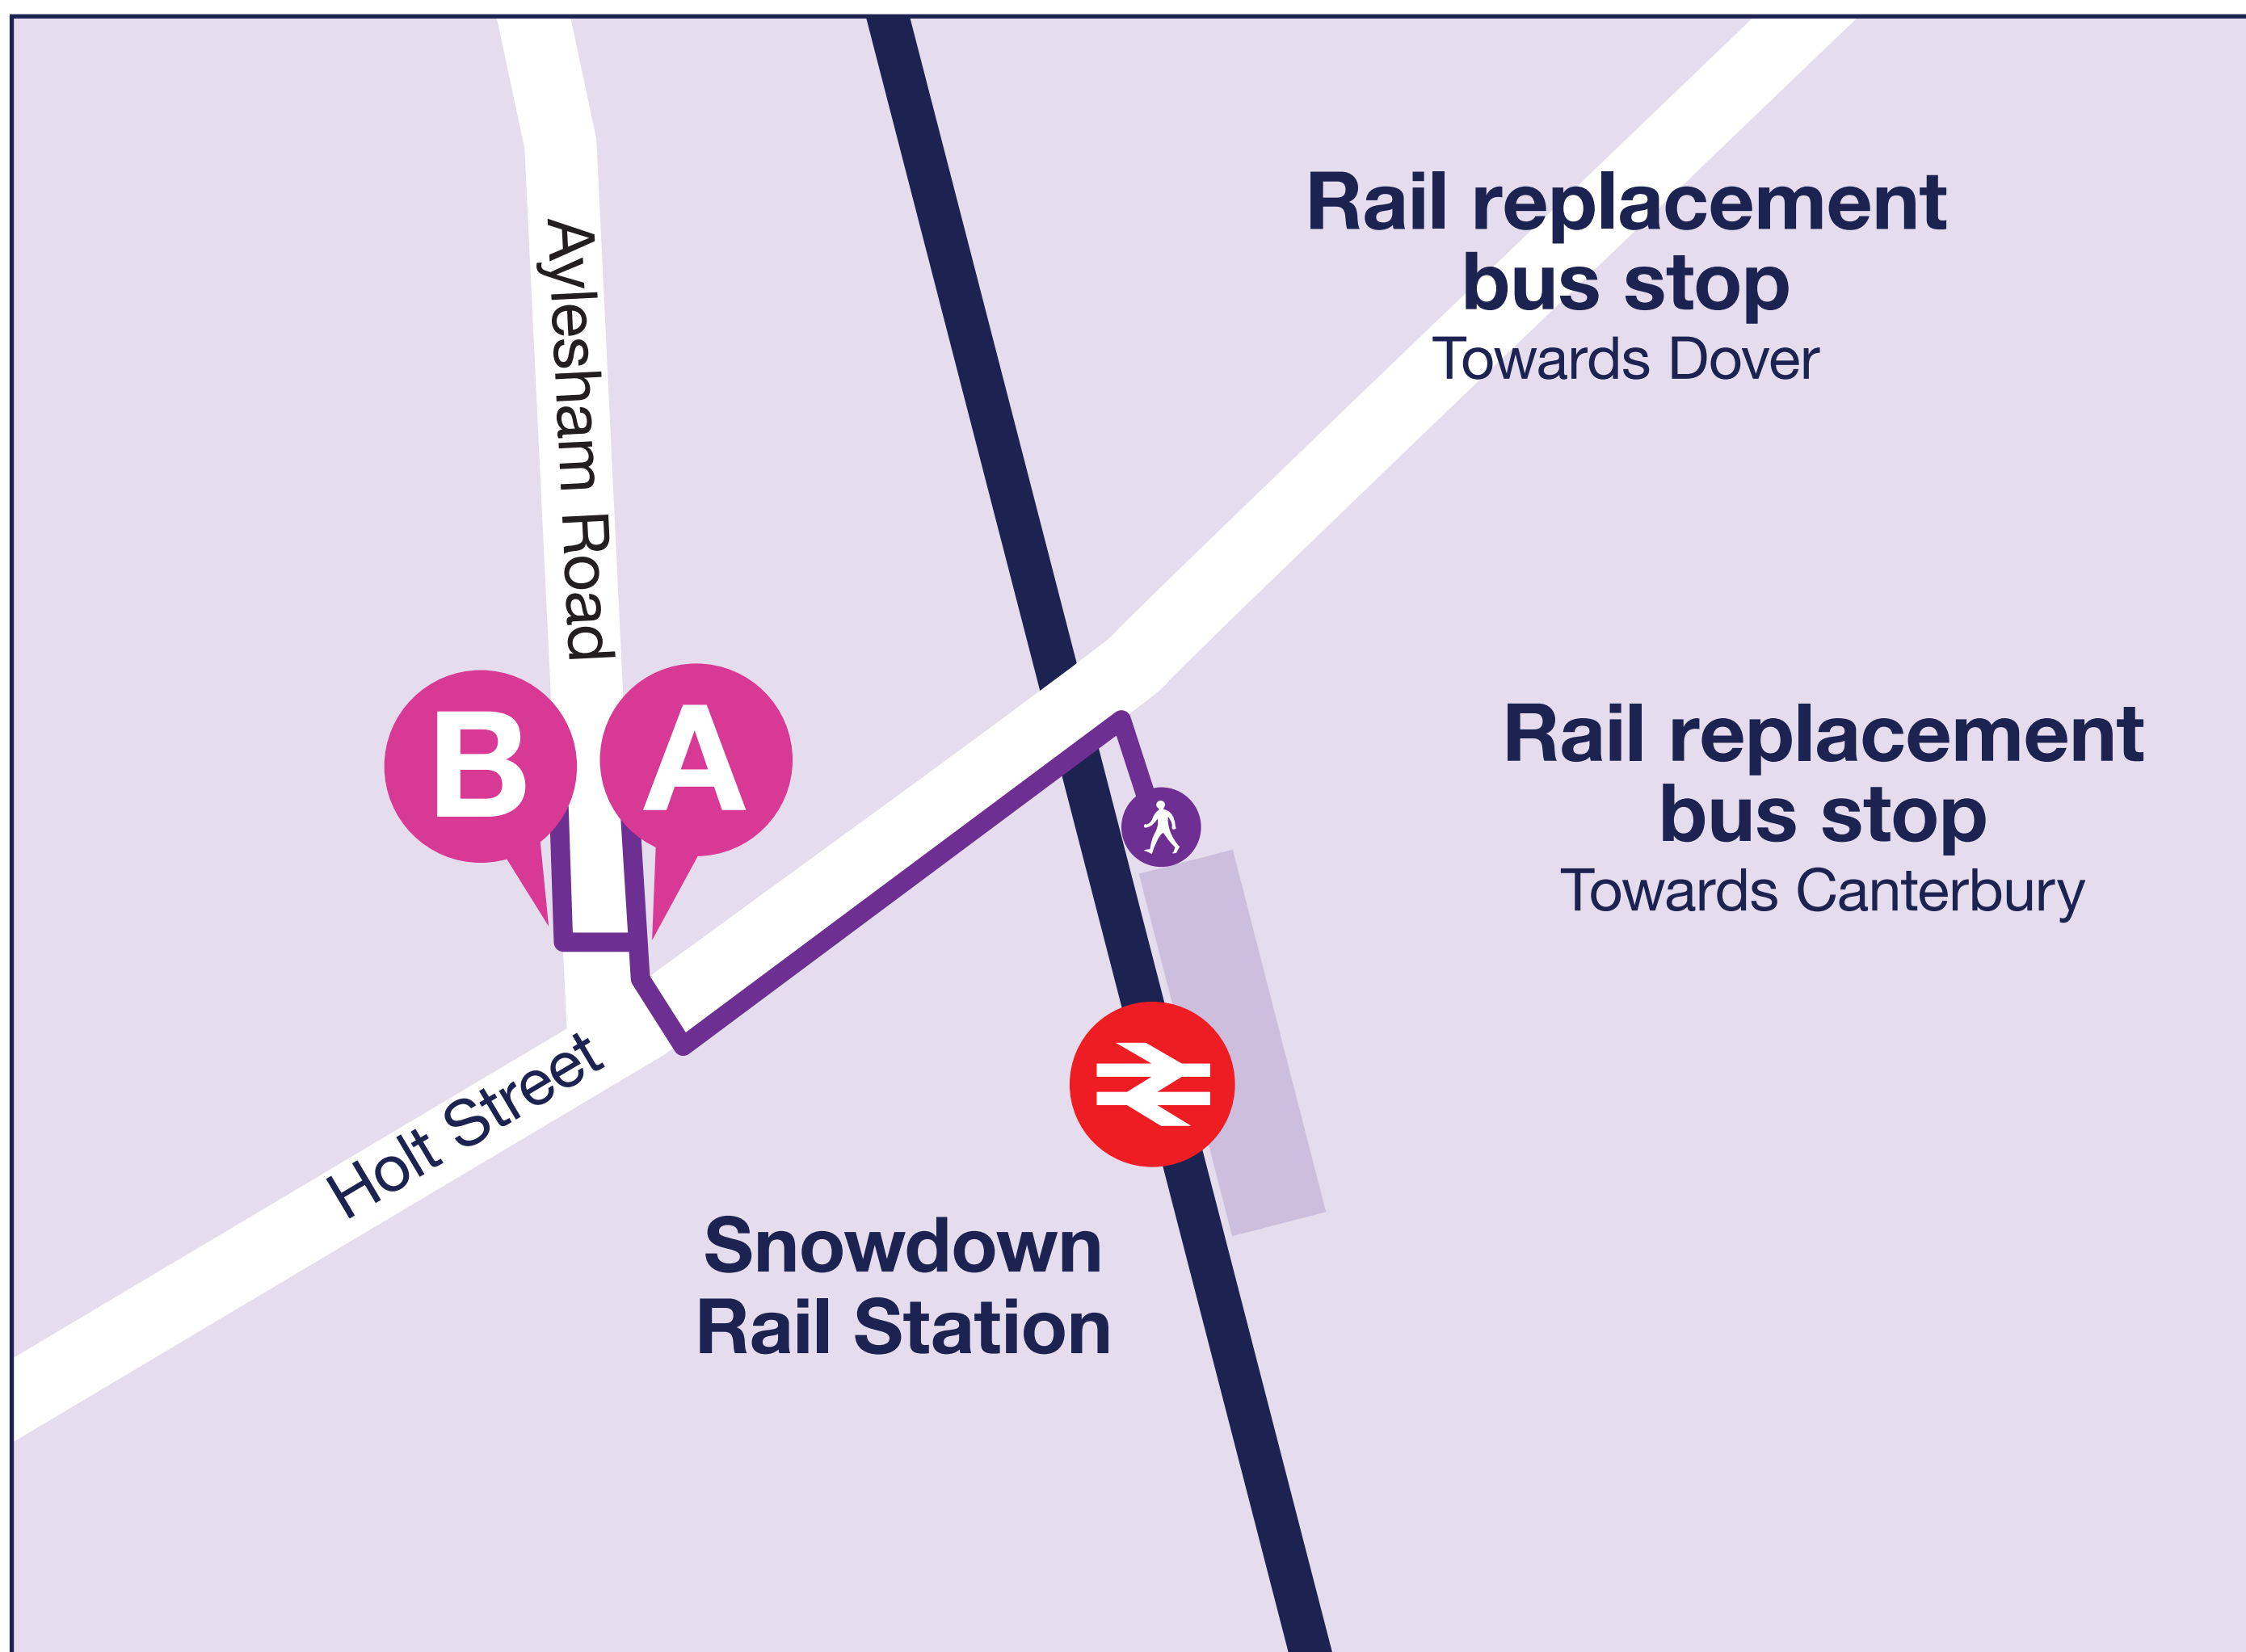 Rail replacement
bus stop
Towards Dover
Aylesham Road
B
A
Rail replacement
bus stop
Towards Canterbury
Holt Street
Snowdown
Rail Station